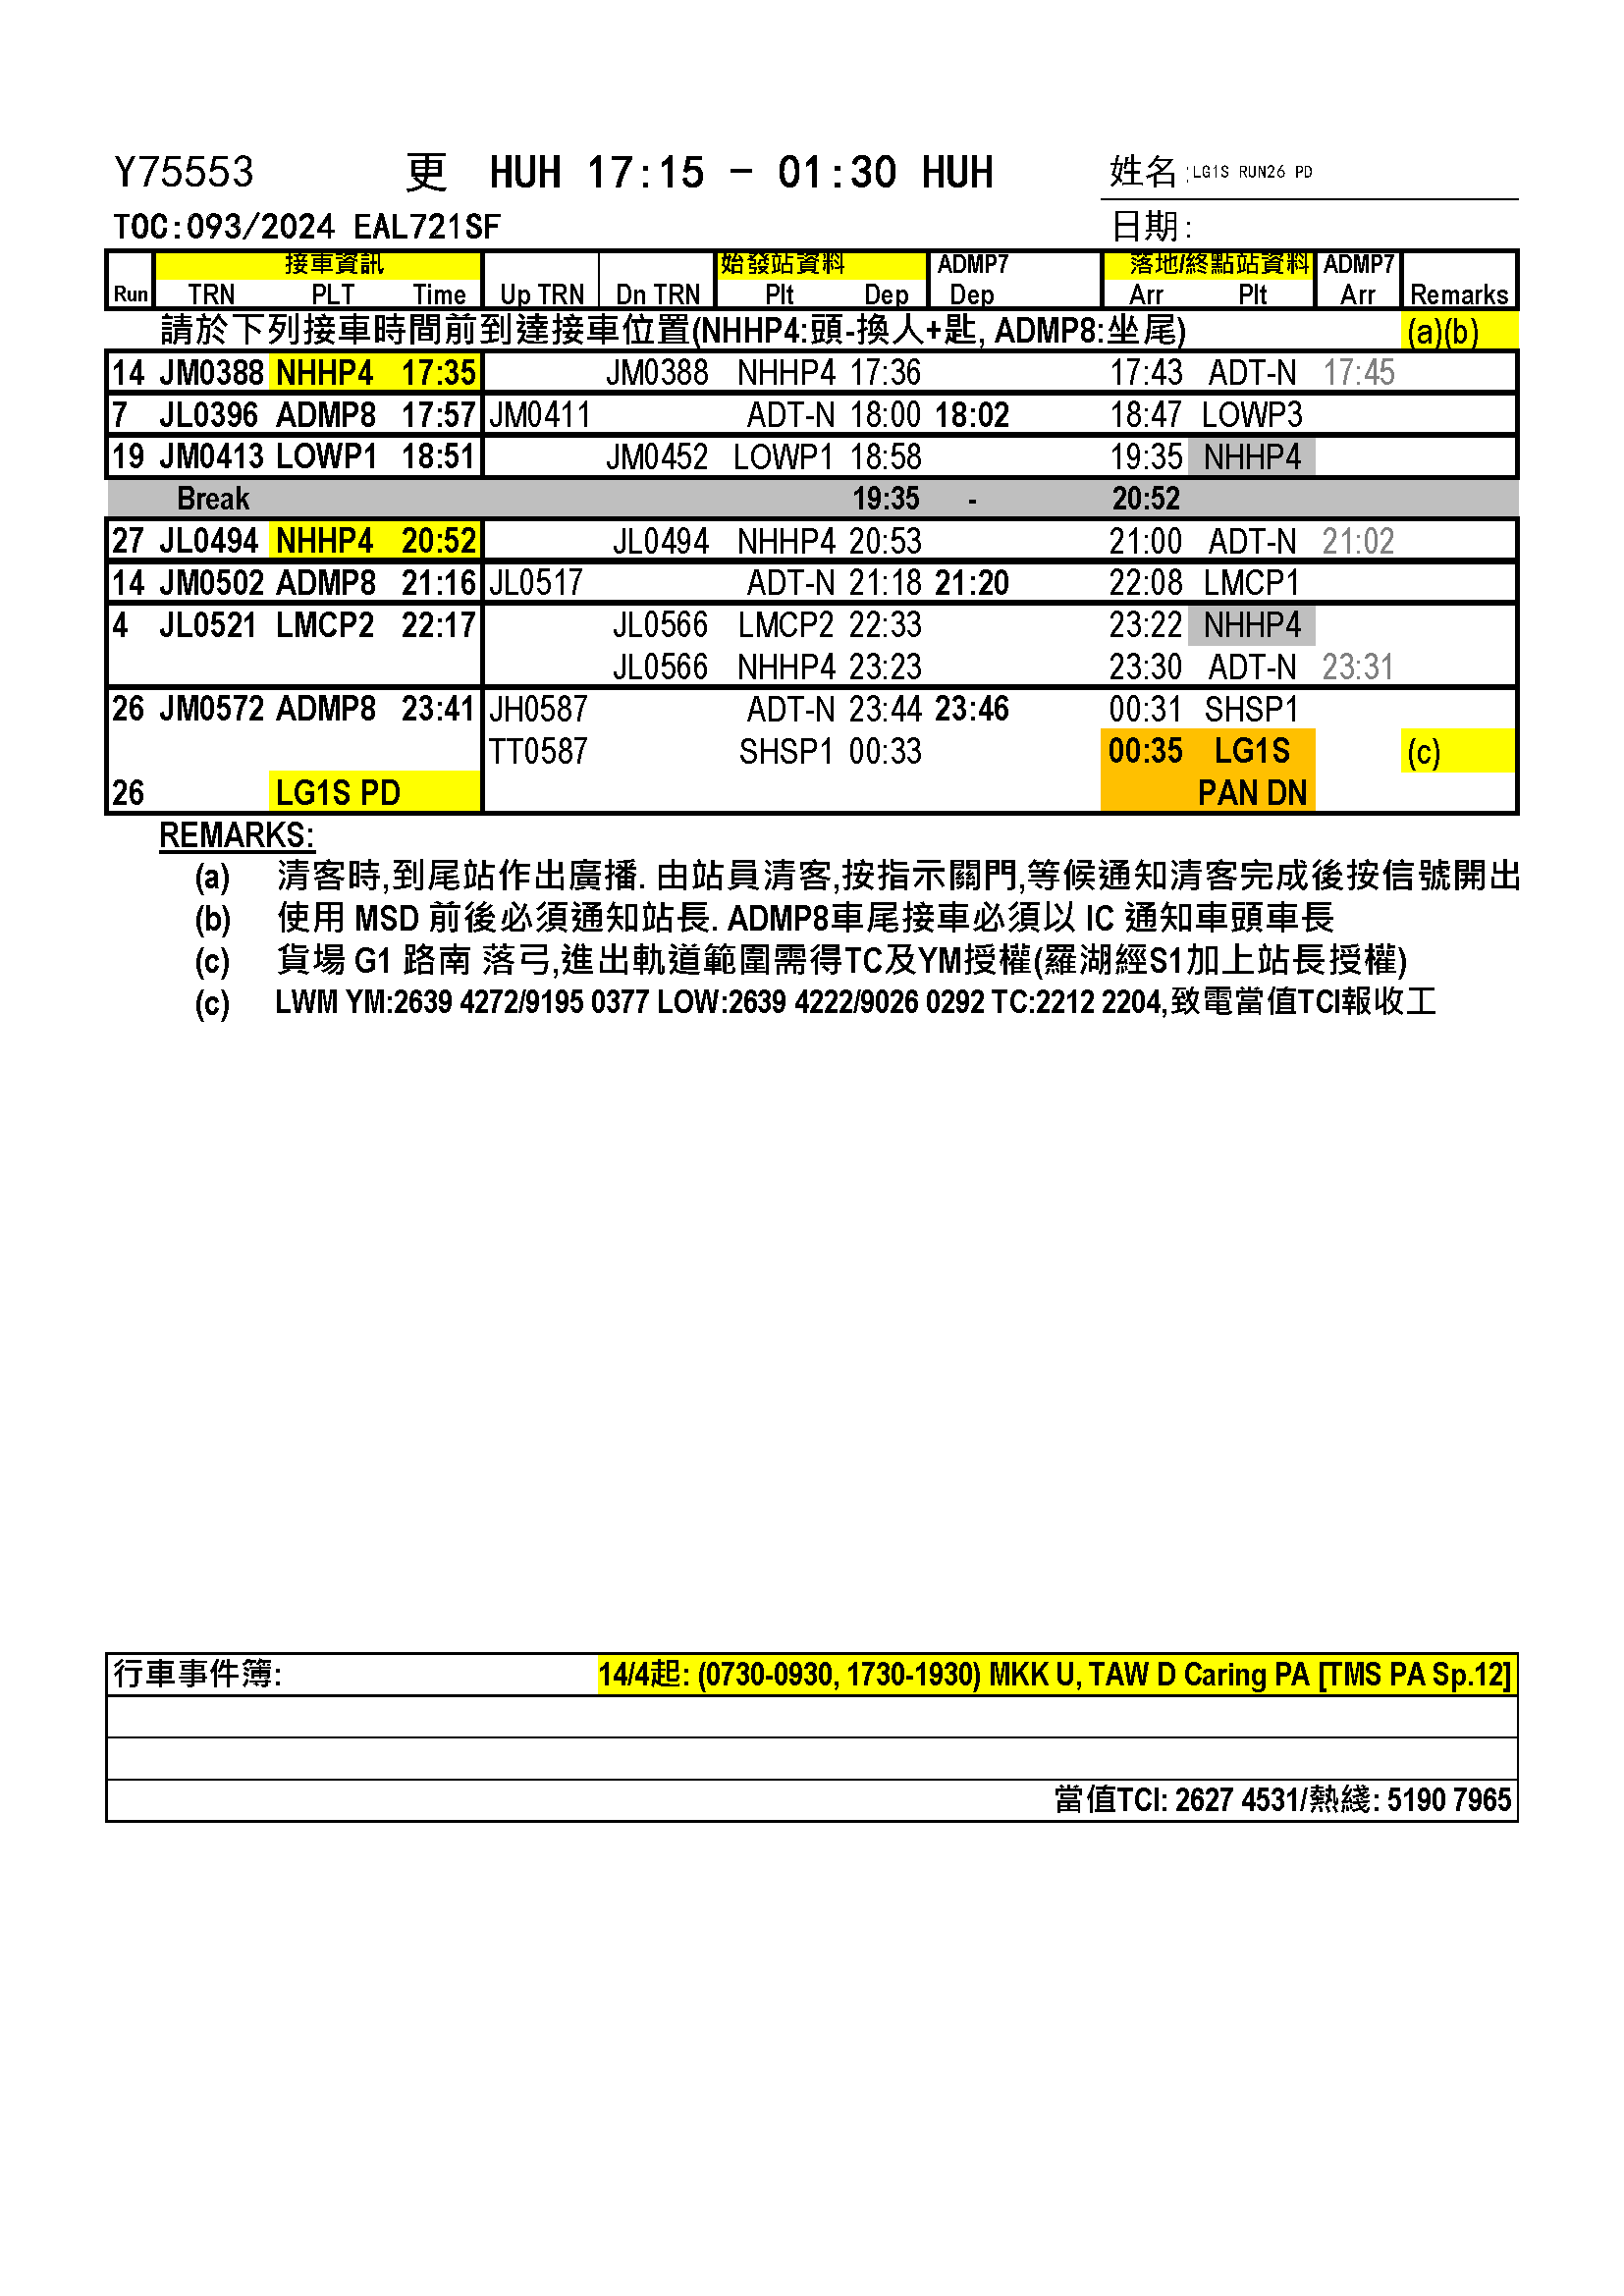 Y75553 更 HUH 17:15 - 01:30 HUH 姓名:LG1S RUN26 PD
TOC:093/2024 EAL721SF 日期:
接車資訊 始發站資料 ADMP7 落地/終點站資料 ADMP7
Run TRN PLT Time Up TRN Dn TRN Plt Dep Dep Arr Plt Arr Remarks
請於下列接車時間前到達接車位置(NHHP4:頭-換人+匙, ADMP8:坐尾) (a)(b)
14 JM0388 NHHP4 17:35 JM0388 NHHP4 17:36 17:43 ADT-N 17:45
7 JL0396 ADMP8 17:57 JM0411 ADT-N 18:00 18:02 18:47 LOWP3
19 JM0413 LOWP1 18:51 JM0452 LOWP1 18:58 19:35 NHHP4
Break 19:35 - 20:52
27 JL0494 NHHP4 20:52 JL0494 NHHP4 20:53 21:00 ADT-N 21:02
14 JM0502 ADMP8 21:16 JL0517 ADT-N 21:18 21:20 22:08 LMCP1
4 JL0521 LMCP2 22:17 JL0566 LMCP2 22:33 23:22 NHHP4
JL0566 NHHP4 23:23 23:30 ADT-N 23:31
26 JM0572 ADMP8 23:41 JH0587 ADT-N 23:44 23:46 00:31 SHSP1
TT0587 SHSP1 00:33 00:35 LG1S (c)
26 LG1S PD PAN DN
REMARKS:
(a) 清客時,到尾站作出廣播. 由站員清客,按指示關門,等候通知清客完成後按信號開出
(b) 使用 MSD 前後必須通知站長. ADMP8車尾接車必須以 IC 通知車頭車長
(c) 貨場 G1 路南 落弓,進出軌道範圍需得TC及YM授權(羅湖經S1加上站長授權)
(c) LWM YM:2639 4272/9195 0377 LOW:2639 4222/9026 0292 TC:2212 2204,致電當值TCI報收工
行車事件簿: 14/4起: (0730-0930, 1730-1930) MKK U, TAW D Caring PA [TMS PA Sp.12]
當值TCI: 2627 4531/熱綫: 5190 7965